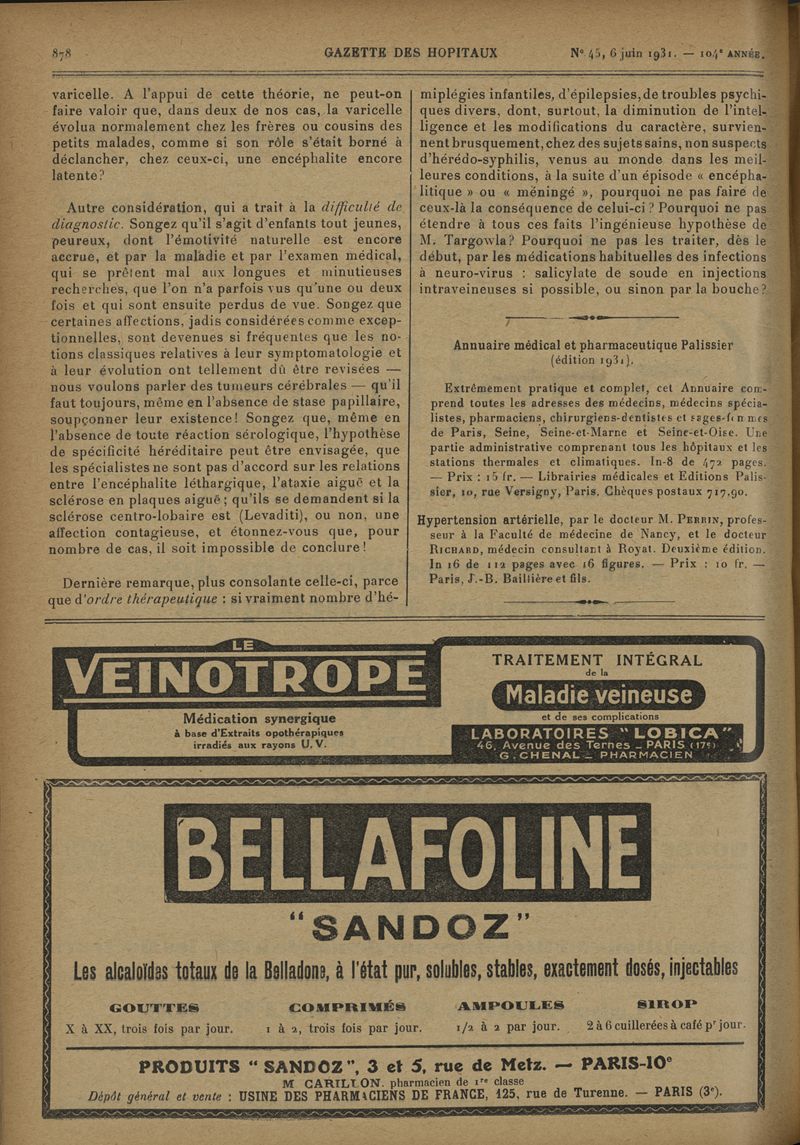 878
GAZETTE DES HOPITAUX
N° 45, 6 juin 1931. — 104e ANNÉE.
varicelle. A l'appui de cette théorie, ne peut-on
faire valoir que, dans deux de nos cas, la varicelle
évolua normalement chez les frères ou cousins des
petits malades, comme si son rôle s'était borné à
déclancher, chez ceux-ci, une encéphalite encore
latente?
Autre considération, qui a trait à la difficulté de
diagnostic. Songez qu'il s'agit d'enfants tout jeunes,
peureux, dont l'émotivité naturelle est encore
accrue, et par la maladie et par l'examen médical,
qui se prêtent mal aux longues et minutieuses
recherches, que l'on n'a parfois vus qu'une ou deux
fois et qui sont ensuite perdus de vue. Songez que
certaines affections, jadis considérées comme excep-
tionnelles, sont devenues si fréquentes que les no-
tions classiques relatives à leur symptomatologie et
à leur évolution ont tellement dû être revisées —
nous voulons parler des tumeurs cérébrales — qu'il
faut toujours, même en l'absence de stase papillaire,
soupçonner leur existence! Songez que, même en
l'absence de toute réaction sérologique, l'hypothèse
de spécificité héréditaire peut être envisagée, que
les spécialistes ne sont pas d'accord sur les relations
entre l'encéphalite léthargique, l'ataxie aiguë et la
sclérose en plaques aiguë; qu'ils se demandent si la
sclérose centro-lobaire est (Levaditi), ou non, une
affection contagieuse, et étonnez-vous que, pour
nombre de cas, il soit impossible de conclure!
Dernière remarque, plus consolante celle-ci, parce
que d'ordre thérapeutique : si vraiment nombre d'hé-
miplégies infantiles, d'épilepsies, de troubles psychi-
ques divers, dont, surtout, la diminution de l'intel-
ligence et les modifications du caractère, survien-
nent brusquement, chez des sujets sains, non suspects
d'hérédo-syphilis, venus au monde dans les meil-
leures conditions, à la suite d'un épisode « encépha-
litique » ou « méningé », pourquoi ne pas faire de
ceux-là la conséquence de celui-ci ? Pourquoi ne pas
étendre à tous ces faits l'ingénieuse hypothèse de
M. Targowla? Pourquoi ne pas les traiter, dès le
début, par les médications habituelles des infections
à neuro-virus : salicylate de soude en injections
intraveineuses si possible, ou sinon par la bouche?
Annuaire médical et pharmaceutique Palissier
(édition 1931).
Extrêmement pratique et complet, cet Annuaire com-
prend toutes les adresses des médecins, médecins spécia-
listes, pharmaciens, chirurgiens-dentistes et sages-femmes
de Paris, Seine, Seine-et-Marne et Seine-et-Oise. Une
partie administrative comprenant tous les hôpitaux et les
stations thermales et climatiques. In-8 de 472 pages.
— Prix : 15 fr. — Librairies médicales et Editions Palis-
sier, 10, rue Versigny, Paris. Chèques postaux 717.90.
Hypertension artérielle, par le docteur M. PERRIN, profes-
seur à la Faculté de médecine de Nancy, et le docteur
RICHARD, médecin consultant à Royat. Deuxième édition.
In 16 de 112 pages avec 16 figures. — Prix : 10 fr. —
Paris, J.-B. Baillière et fils.
LE
VEINOTROPE
Médication synergique
à base d'Extraits opothérapiques
irradiés aux rayons U. V.
TRAITEMENT INTÉGRAL
de la
Maladie veineuse
et de ses complications
LABORATOIRES "LOBICA"
46, Avenue des Ternes _ PARIS (17e)
G. CHENAL _ PHARMACIEN
BELLAFOLINE
"SANDOZ"
Les alcaloïdes totaux de la Belladone, à l'état pur, solubles, stables, exactement dosés, injectables
GOUTTES COMPRIMÉS AMPOULES SIROP
X à XX, trois fois par jour. 1 à 2, trois fois par jour. 1/2 à 2 par jour. 2 à 6 cuillerées à café pr jour.
PRODUITS "SANDOZ", 3 et 5, rue de Metz. — PARIS-10e
M CARILLON. pharmacien de 1re classe
Dépôt général et vente : USINE DES PHARMACIENS DE FRANCE, 125, rue de Turenne. — PARIS (3e).